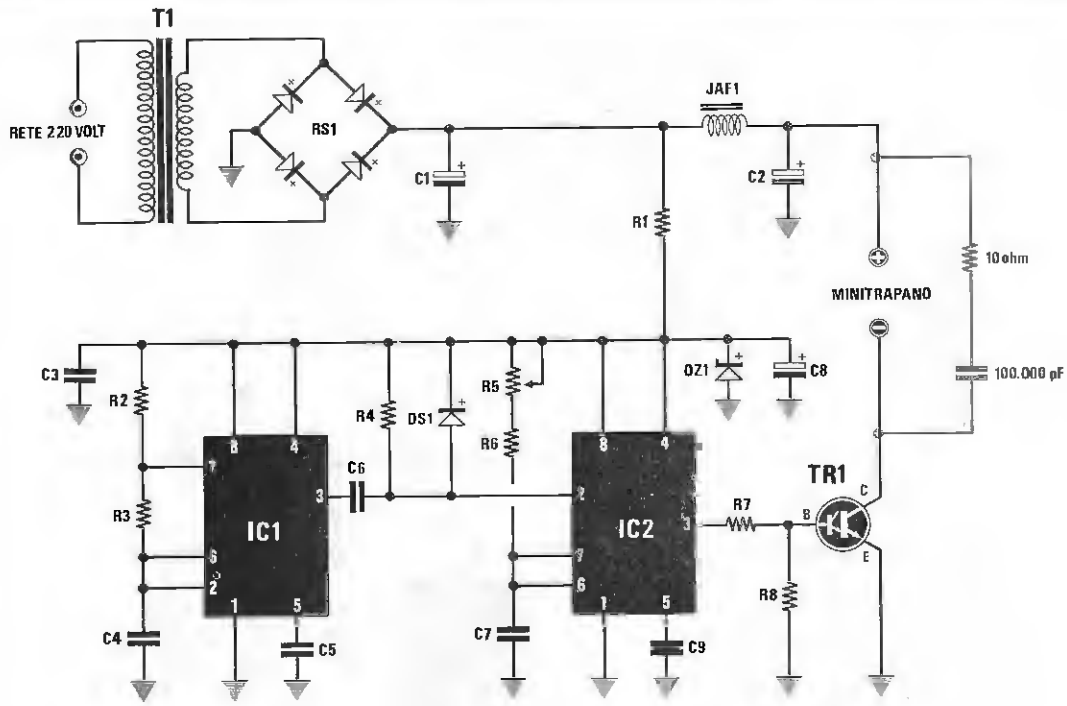 T1
RETE 220 VOLT
RS1
C1
JAF1
C2
R1
10 ohm
MINITRAPANO
100.000 pF
C3
R2
R4
DS1
R5
R6
DZ1
C8
8
4
8
4
7
R3
6
2
IC1
3
C6
2
IC2
3
R7
TR1
B
C
E
7
6
R8
1
5
1
5
C4
C5
C7
C9